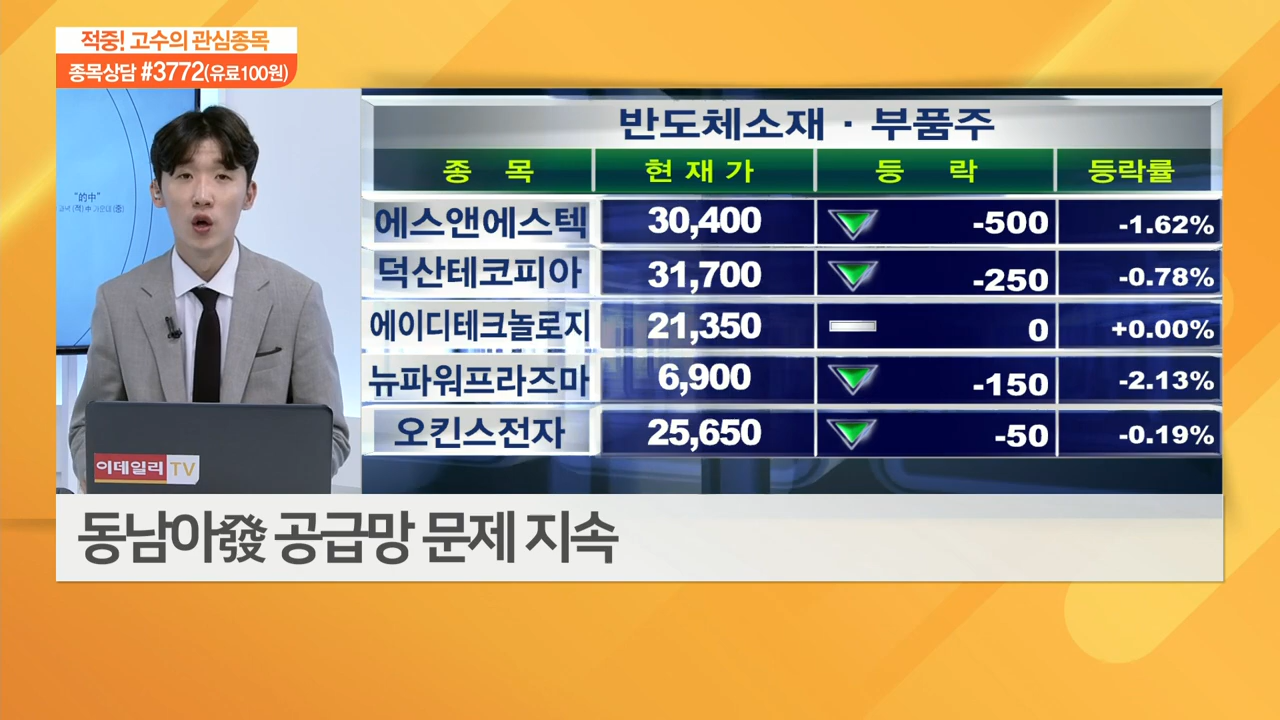 적중! 고수의 관심종목
종목상담 #3772(유료100원)
"的中"
반도체소재 · 부품주
종 목 현 재 가 등 락 등락률
에스앤에스텍 30,400 -500 -1.62%
덕산테코피아 31,700 -250 -0.78%
에이디테크놀로지 21,350 0 +0.00%
뉴파워프라즈마 6,900 -150 -2.13%
오킨스전자 25,650 -50 -0.19%
이데일리TV
동남아發 공급망 문제 지속